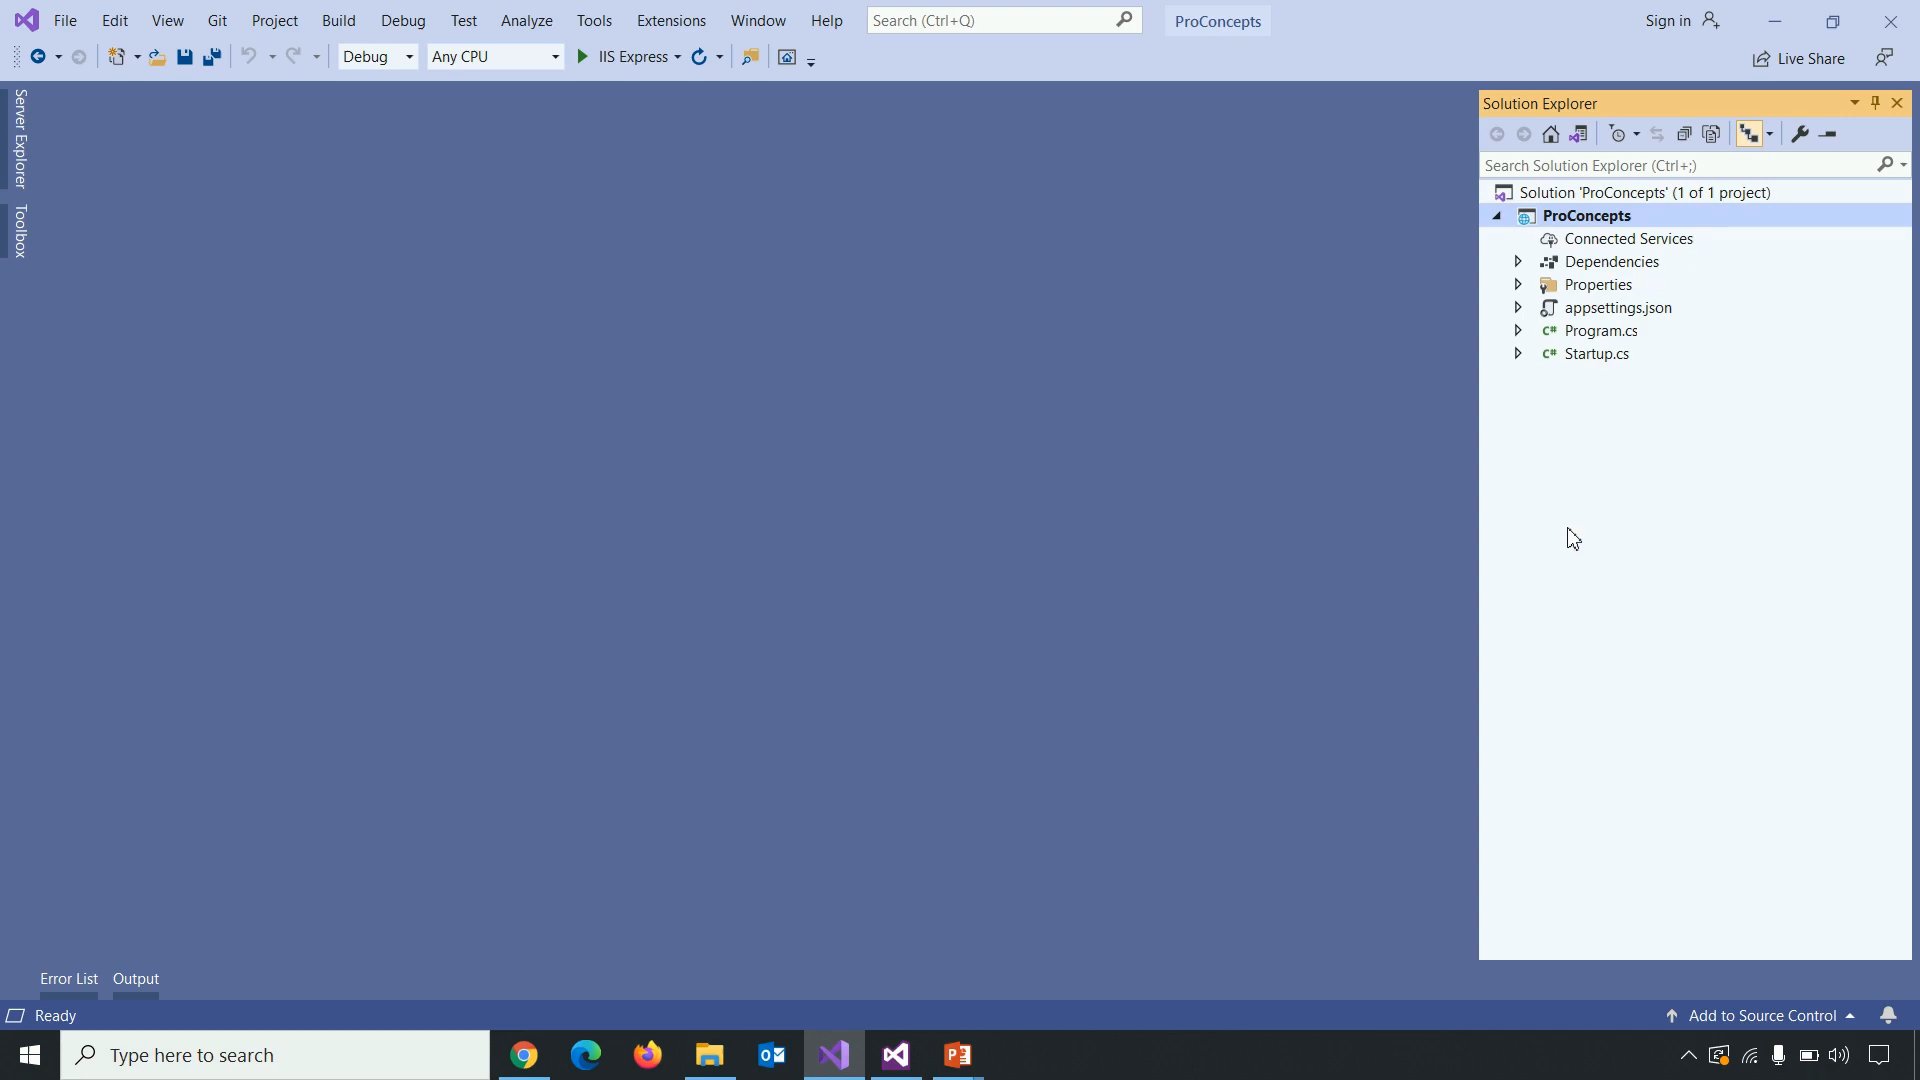 File Edit View Git Project Build Debug Test Analyze Tools Extensions Window Help Search (Ctrl+Q) ProConcepts Sign in
Debug Any CPU IIS Express Live Share
Server Explorer
Toolbox
Solution Explorer
Search Solution Explorer (Ctrl+;)
Solution 'ProConcepts' (1 of 1 project)
ProConcepts
Connected Services
Dependencies
Properties
appsettings.json
C# Program.cs
C# Startup.cs
Error List Output
Ready Add to Source Control
Type here to search